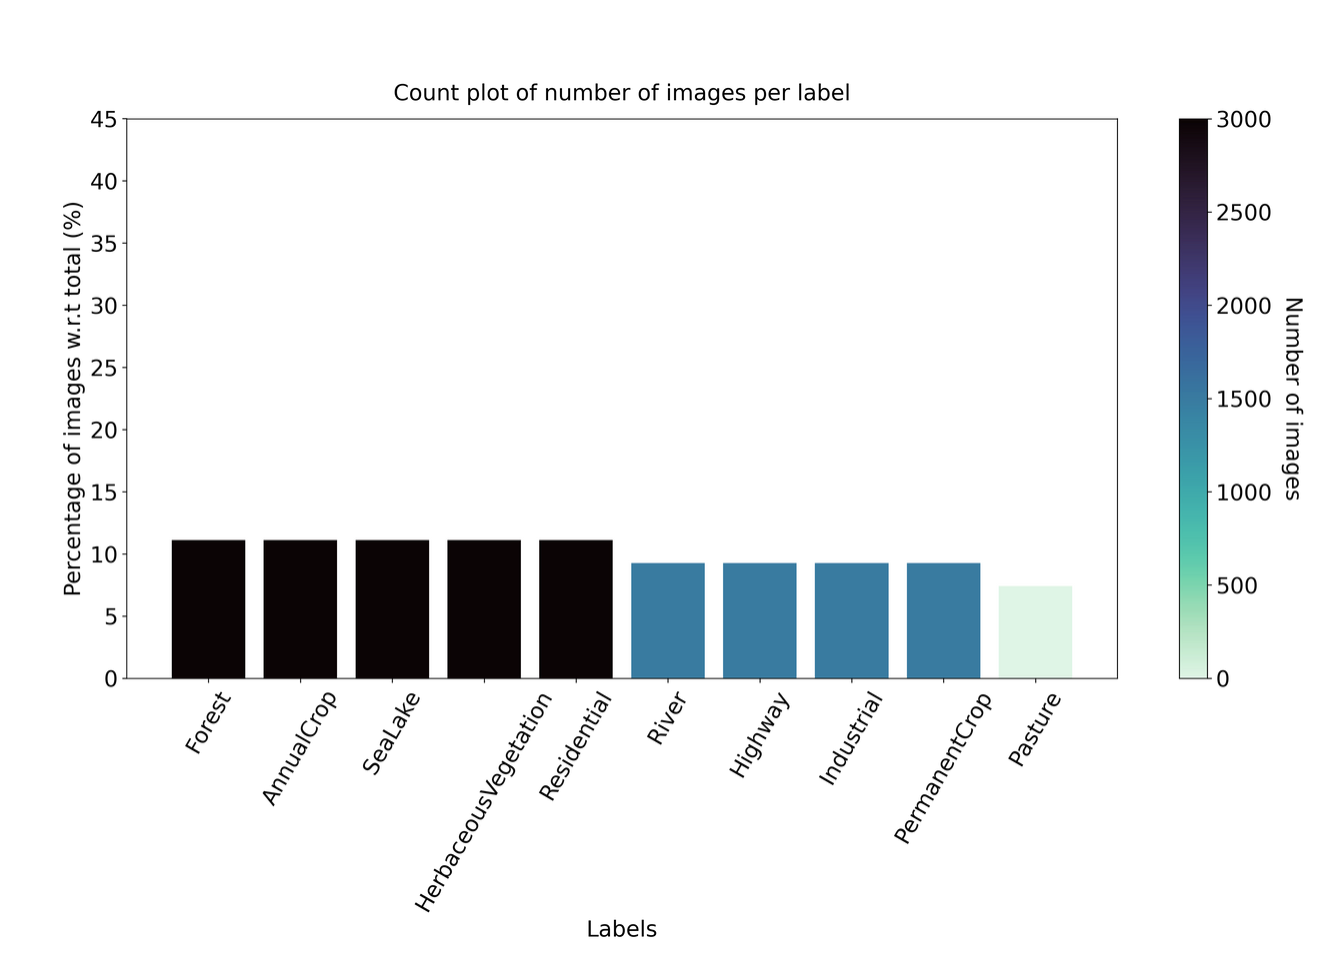 Count plot of number of images per label
45
40
35
30
25
20
15
10
5
0
Percentage of images w.r.t total (%)
Forest
AnnualCrop
SeaLake
HerbaceousVegetation
Residential
River
Highway
Industrial
PermanentCrop
Pasture
Labels
3000
2500
2000
1500
1000
500
0
Number of images